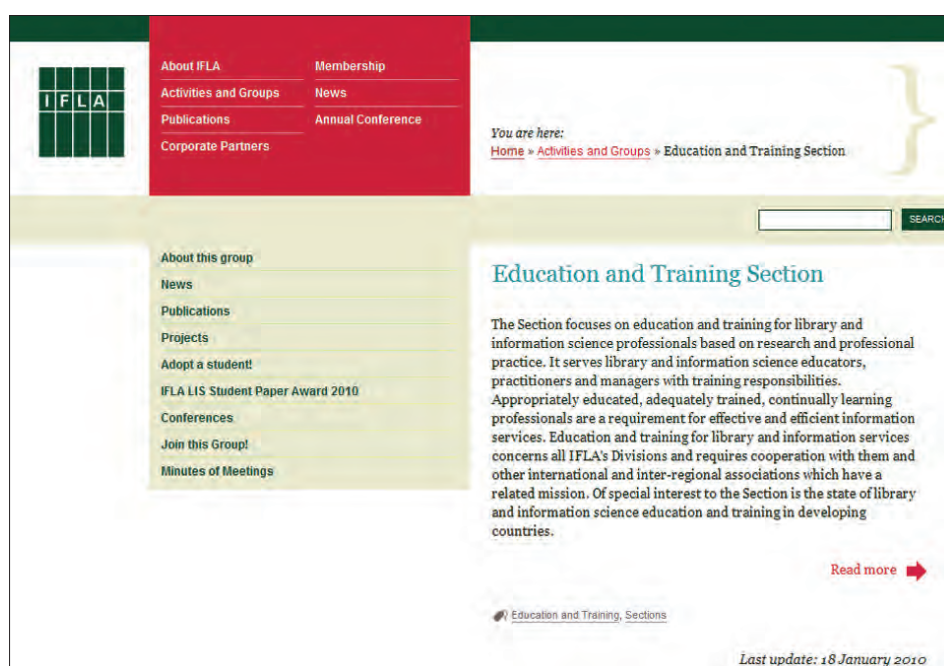 IFLA
About IFLA
Membership
Activities and Groups
News
Publications
Annual Conference
Corporate Partners
You are here:
Home » Activities and Groups » Education and Training Section
SEARCH
About this group
News
Publications
Projects
Adopt a student!
IFLA LIS Student Paper Award 2010
Conferences
Join this Group!
Minutes of Meetings
Education and Training Section
The Section focuses on education and training for library and
information science professionals based on research and professional
practice. It serves library and information science educators,
practitioners and managers with training responsibilities.
Appropriately educated, adequately trained, continually learning
professionals are a requirement for effective and efficient information
services. Education and training for library and information services
concerns all IFLA's Divisions and requires cooperation with them and
other international and inter-regional associations which have a
related mission. Of special interest to the Section is the state of library
and information science education and training in developing
countries.
Read more
Education and Training, Sections
Last update: 18 January 2010